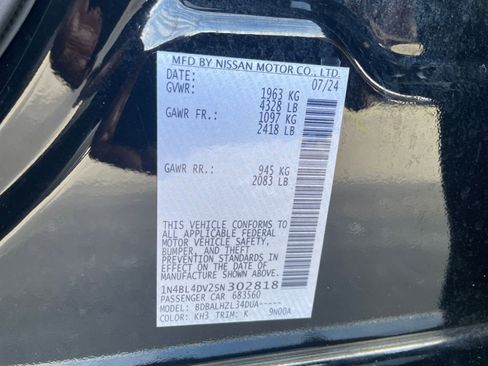 MFD BY NISSAN MOTOR CO., LTD.
DATE: 07/24
GVWR: 1963 KG
4328 LB
GAWR FR.: 1097 KG
2418 LB
GAWR RR.: 945 KG
2083 LB
THIS VEHICLE CONFORMS TO
ALL APPLICABLE FEDERAL
MOTOR VEHICLE SAFETY,
BUMPER, AND THEFT
PREVENTION STANDARDS IN
EFFECT ON THE DATE OF
MANUFACTURE SHOWN ABOVE.
1N4BL4DV2SN302818
PASSENGER CAR 683560
MODEL: BDBALHZL34DUA-----
COLOR: KH3 TRIM: K 9N00A